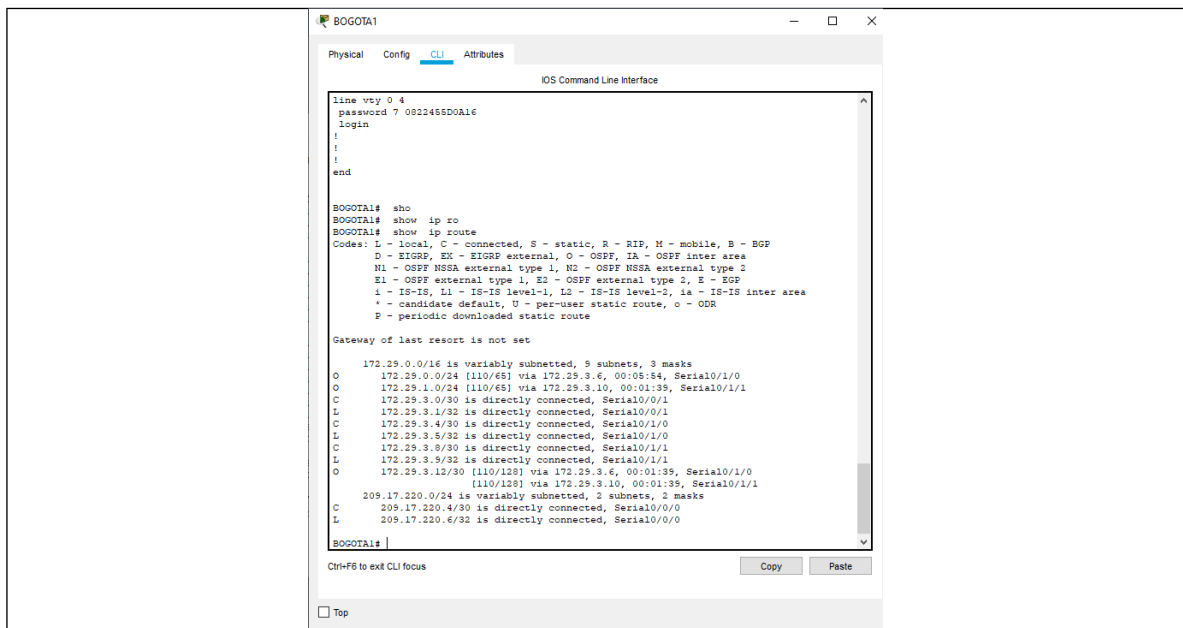 BOGOTA1
Physical Config CLI Attributes
IOS Command Line Interface
line vty 0 4
password 7 0822455D0A16
login
!
!
!
end
BOGOTA1# sho
BOGOTA1# show ip ro
BOGOTA1# show ip route
Codes: L - local, C - connected, S - static, R - RIP, M - mobile, B - BGP
D - EIGRP, EX - EIGRP external, O - OSPF, IA - OSPF inter area
N1 - OSPF NSSA external type 1, N2 - OSPF NSSA external type 2
E1 - OSPF external type 1, E2 - OSPF external type 2, E - EGP
i - IS-IS, L1 - IS-IS level-1, L2 - IS-IS level-2, ia - IS-IS inter area
* - candidate default, U - per-user static route, o - ODR
P - periodic downloaded static route
Gateway of last resort is not set
172.29.0.0/16 is variably subnetted, 9 subnets, 3 masks
O 172.29.0.0/24 [110/65] via 172.29.3.6, 00:05:54, Serial0/1/0
O 172.29.1.0/24 [110/65] via 172.29.3.10, 00:01:39, Serial0/1/1
C 172.29.3.0/30 is directly connected, Serial0/0/1
L 172.29.3.1/32 is directly connected, Serial0/0/1
C 172.29.3.4/30 is directly connected, Serial0/1/0
L 172.29.3.5/32 is directly connected, Serial0/1/0
C 172.29.3.8/30 is directly connected, Serial0/1/1
L 172.29.3.9/32 is directly connected, Serial0/1/1
O 172.29.3.12/30 [110/128] via 172.29.3.6, 00:01:39, Serial0/1/0
[110/128] via 172.29.3.10, 00:01:39, Serial0/1/1
209.17.220.0/24 is variably subnetted, 2 subnets, 2 masks
C 209.17.220.4/30 is directly connected, Serial0/0/0
L 209.17.220.6/32 is directly connected, Serial0/0/0
BOGOTA1#
Ctrl+F6 to exit CLI focus
Copy Paste
Top